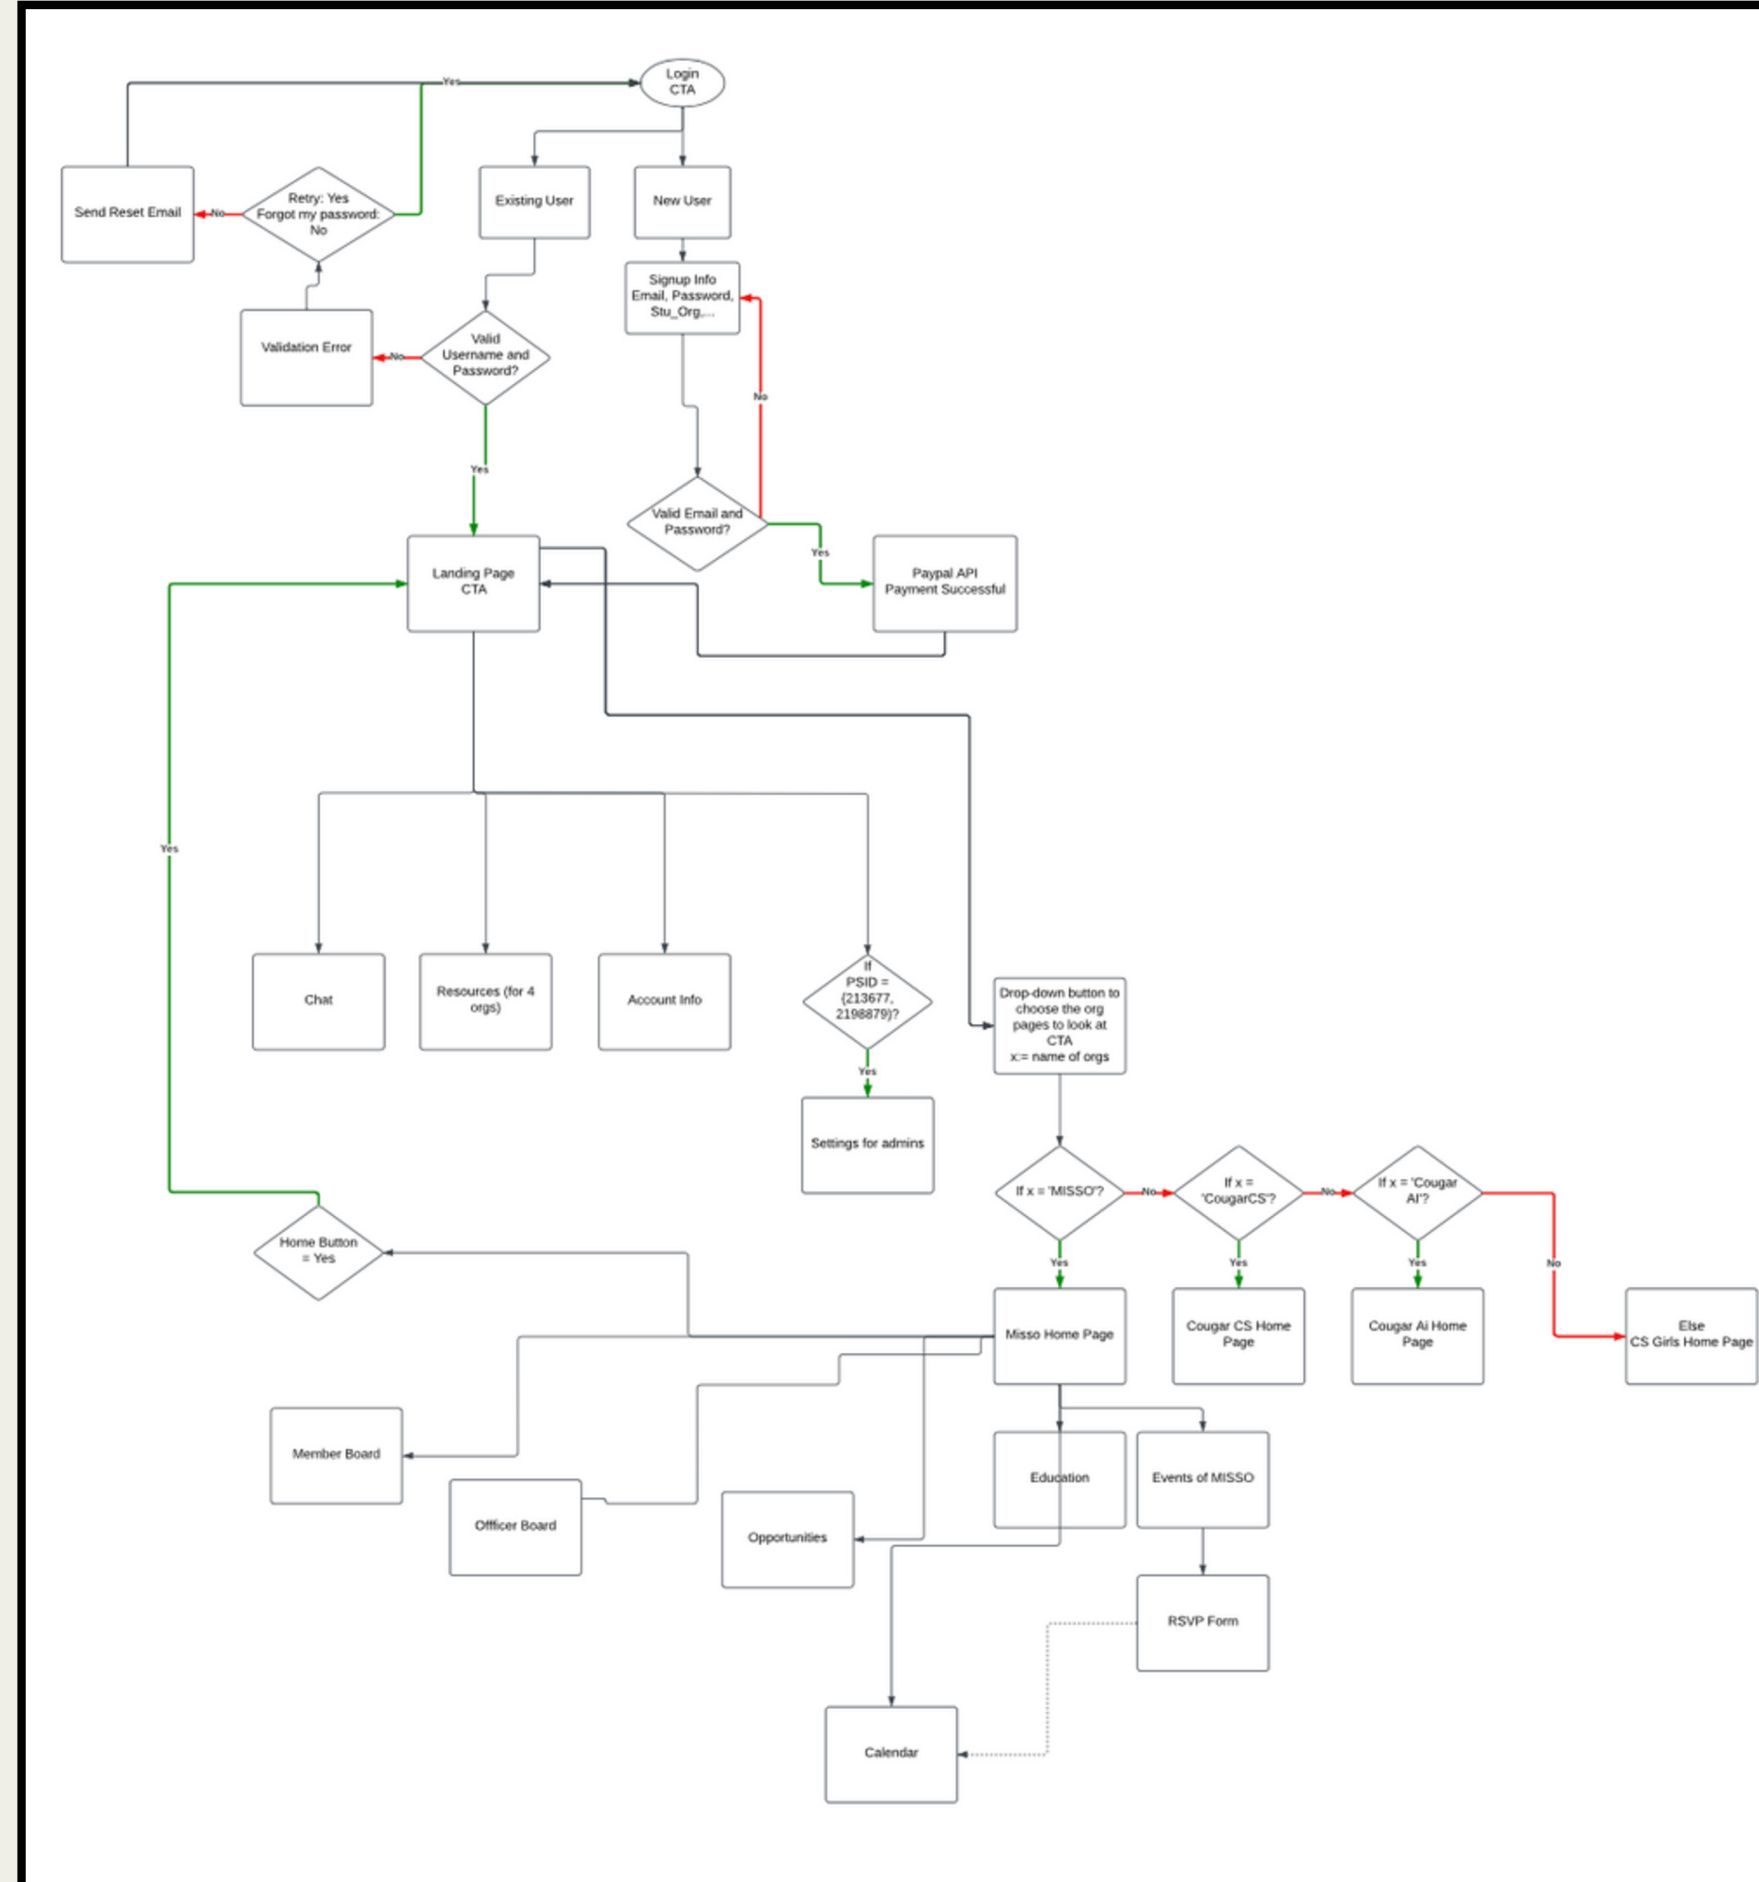 Yes
Login
CTA
Send Reset Email
No
Retry: Yes
Forgot my password:
No
Existing User
New User
Signup Info
Email, Password,
Stu_Org,...
Validation Error
No
Valid
Username and
Password?
No
Yes
Valid Email and
Password?
Yes
Landing Page
CTA
Paypal API
Payment Successful
Yes
Chat
Resources (for 4
orgs)
Account Info
If
PSID =
{213677,
2198879)?
Yes
Settings for admins
Drop-down button to
choose the org
pages to look at
CTA
x:= name of orgs
If x = 'MISSO'?
No
If x =
'CougarCS'?
No
If x = 'Cougar
AI'?
No
Yes
Yes
Yes
Home Button
= Yes
Misso Home Page
Cougar CS Home
Page
Cougar Ai Home
Page
Else
CS Girls Home Page
Member Board
Offficer Board
Opportunities
Education
Events of MISSO
RSVP Form
Calendar